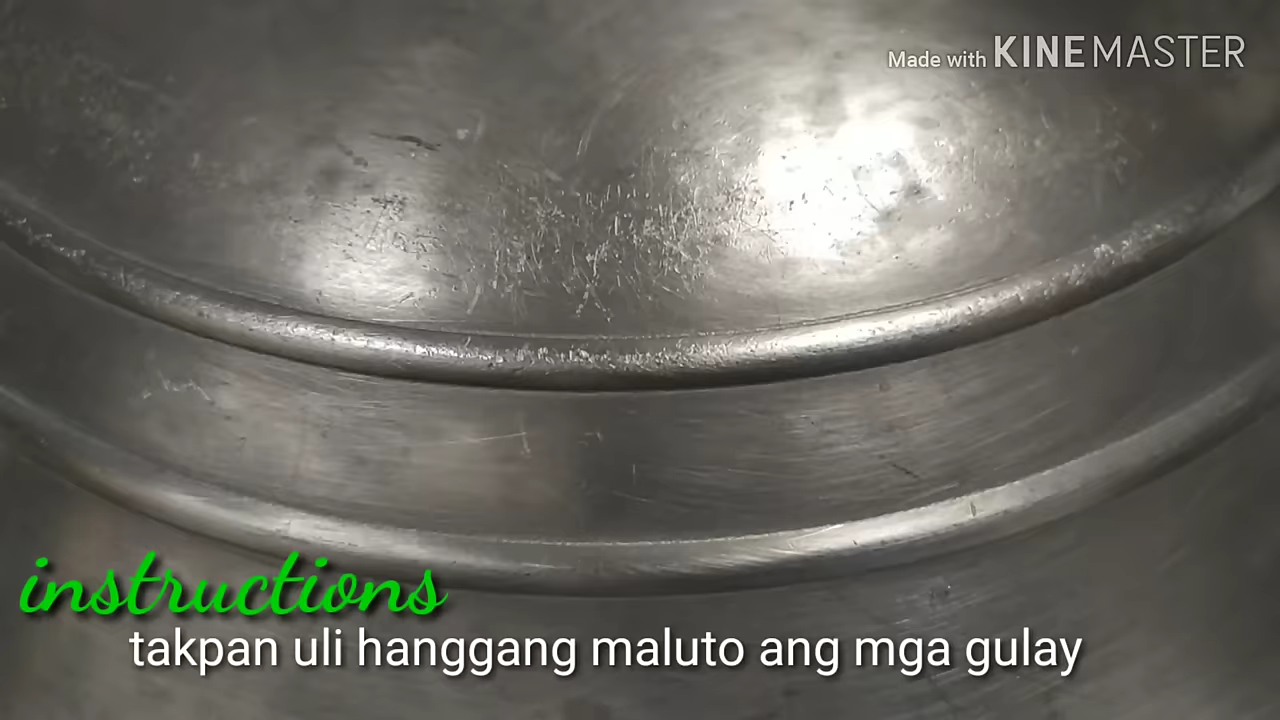 Made with KINEMASTER
instructions
takpan uli hanggang maluto ang mga gulay